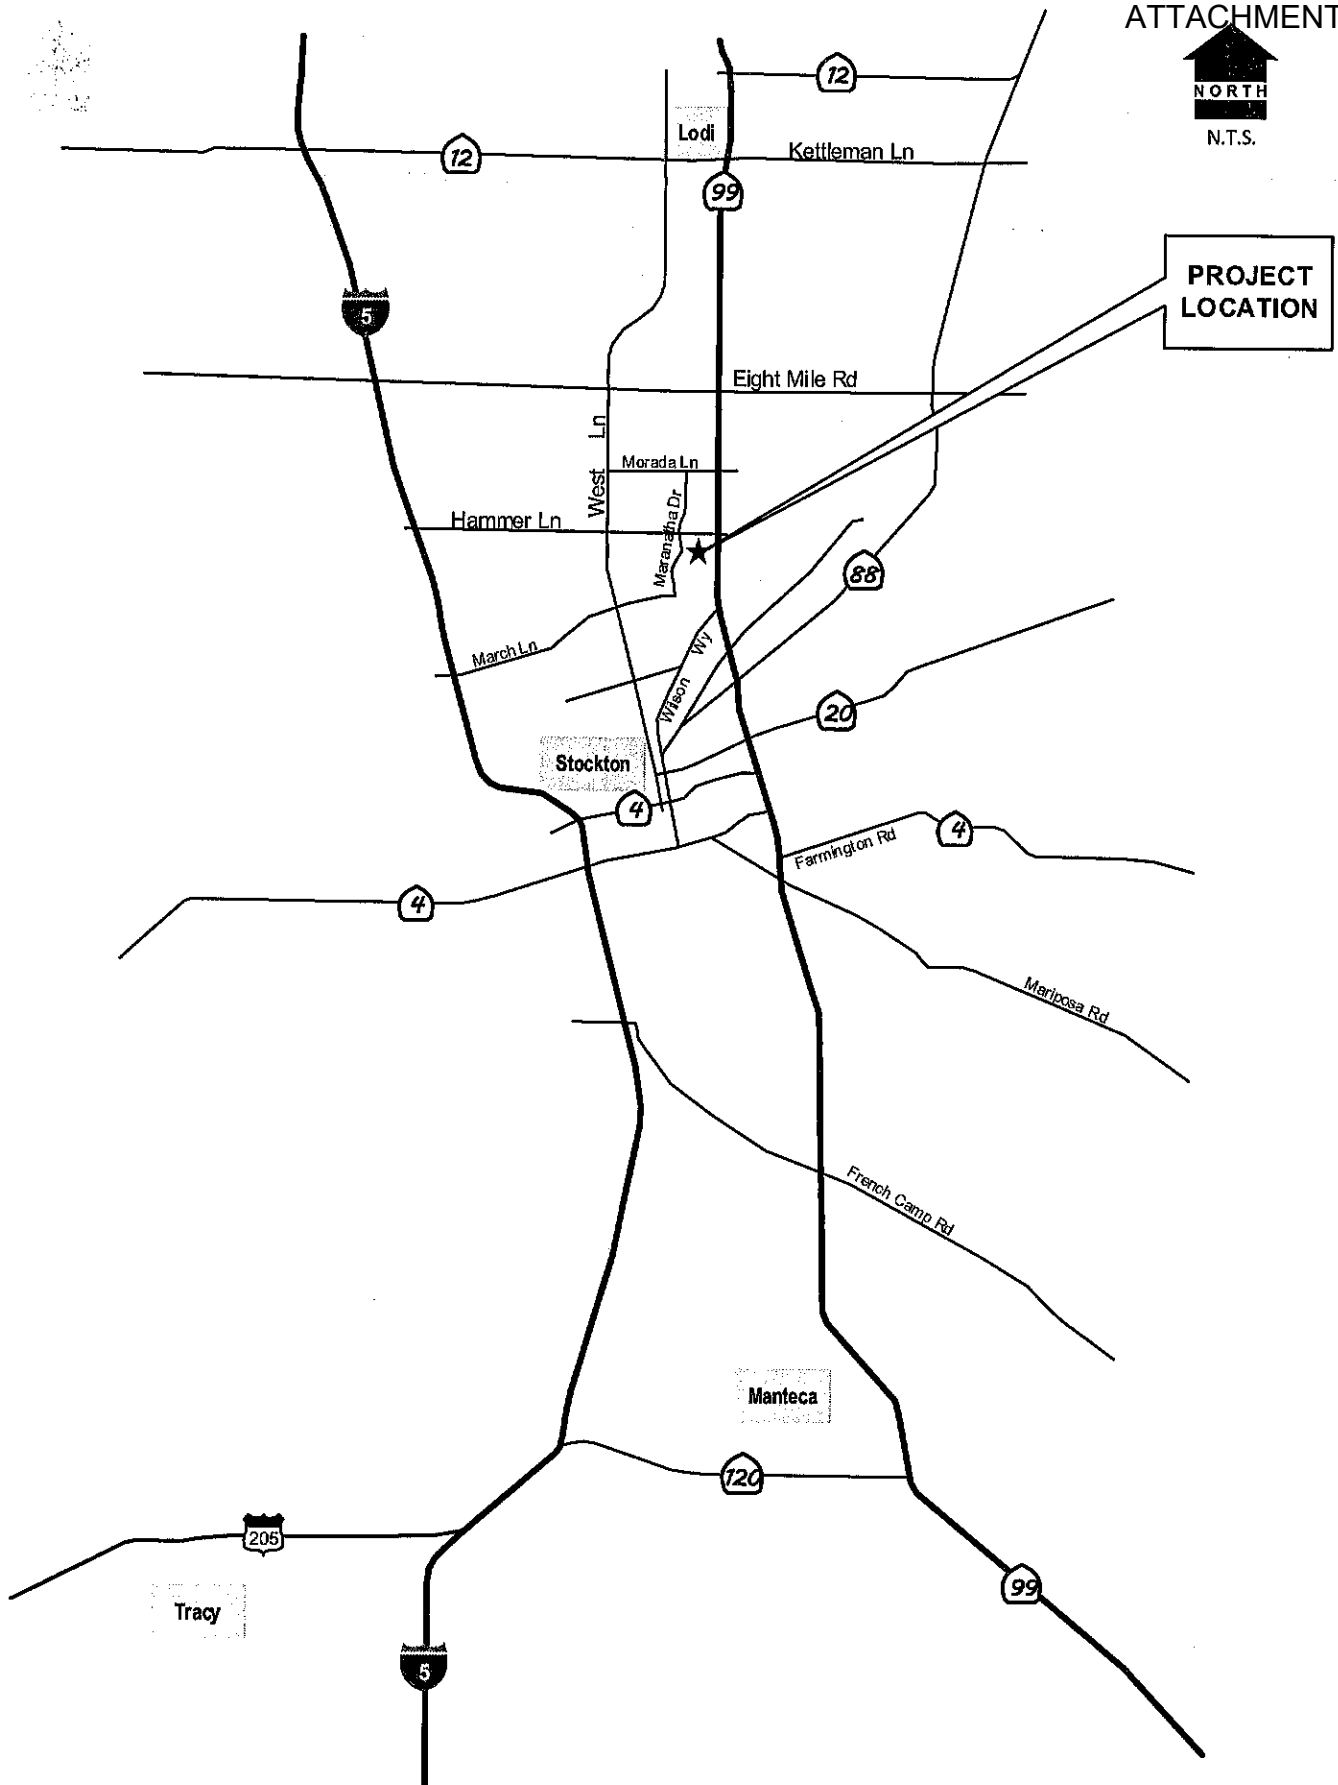 ATTACHMENT
NORTH
N.T.S.
12
Lodi
12
Kettleman Ln
99
PROJECT
LOCATION
5
Eight Mile Rd
West Ln
Morada Ln
Maranatha Dr
Hammer Ln
88
March Ln
Wilson Wy
20
Stockton
4
4
Farmington Rd
4
Mariposa Rd
French Camp Rd
Manteca
120
205
99
Tracy
5